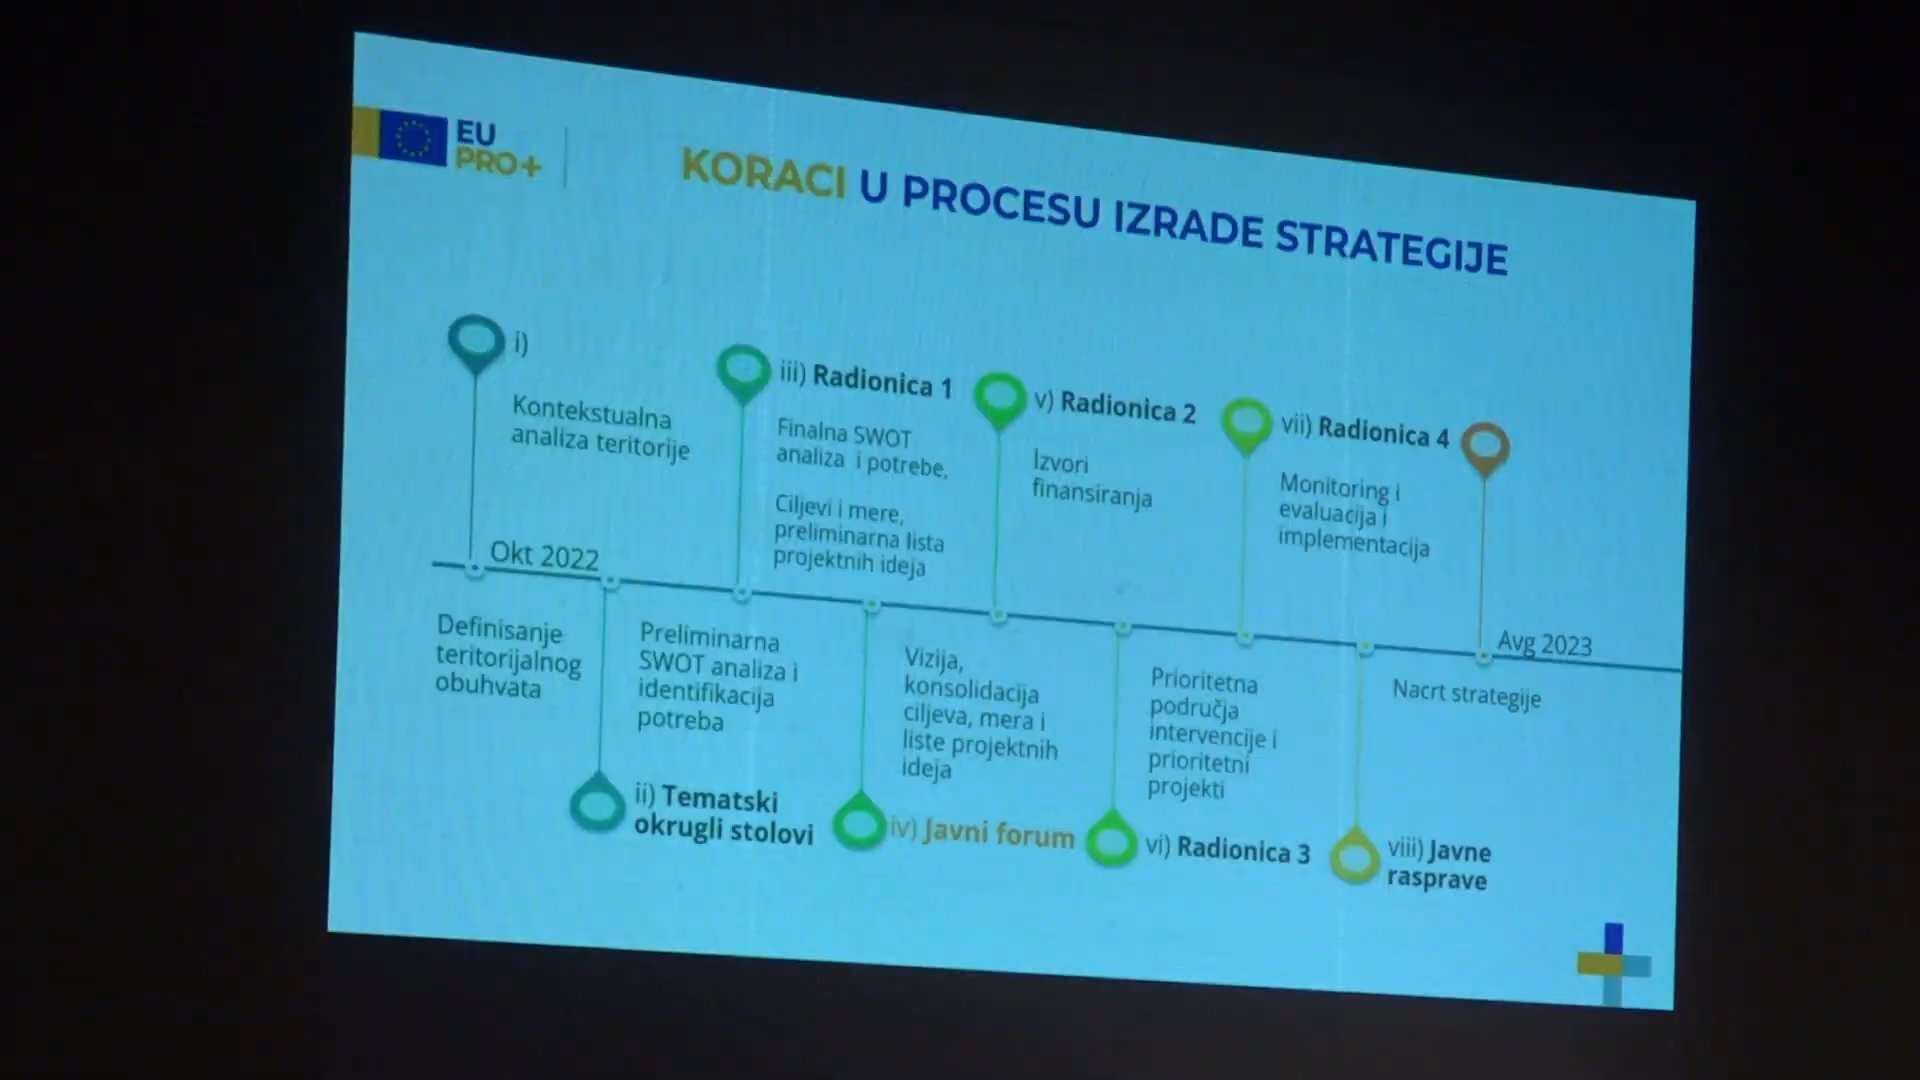 EU
PRO+
KORACI U PROCESU IZRADE STRATEGIJE
i)
Kontekstualna
analiza teritorije
Okt 2022
Definisanje
teritorijalnog
obuhvata
Preliminarna
SWOT analiza i
identifikacija
potreba
ii) Tematski
okrugli stolovi
iii) Radionica 1
Finalna SWOT
analiza i potrebe,
Ciljevi i mere,
preliminarna lista
projektnih ideja
Vizija,
konsolidacija
ciljeva, mera i
liste projektnih
ideja
iv) Javni forum
v) Radionica 2
Izvori
finansiranja
Prioritetna
područja
intervencije i
prioritetni
projekti
vi) Radionica 3
vii) Radionica 4
Monitoring i
evaluacija i
implementacija
Avg 2023
Nacrt strategije
viii) Javne
rasprave